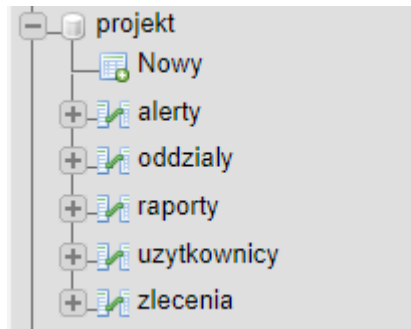 projekt
Nowy
alerty
oddzialy
raporty
uzytkownicy
zlecenia